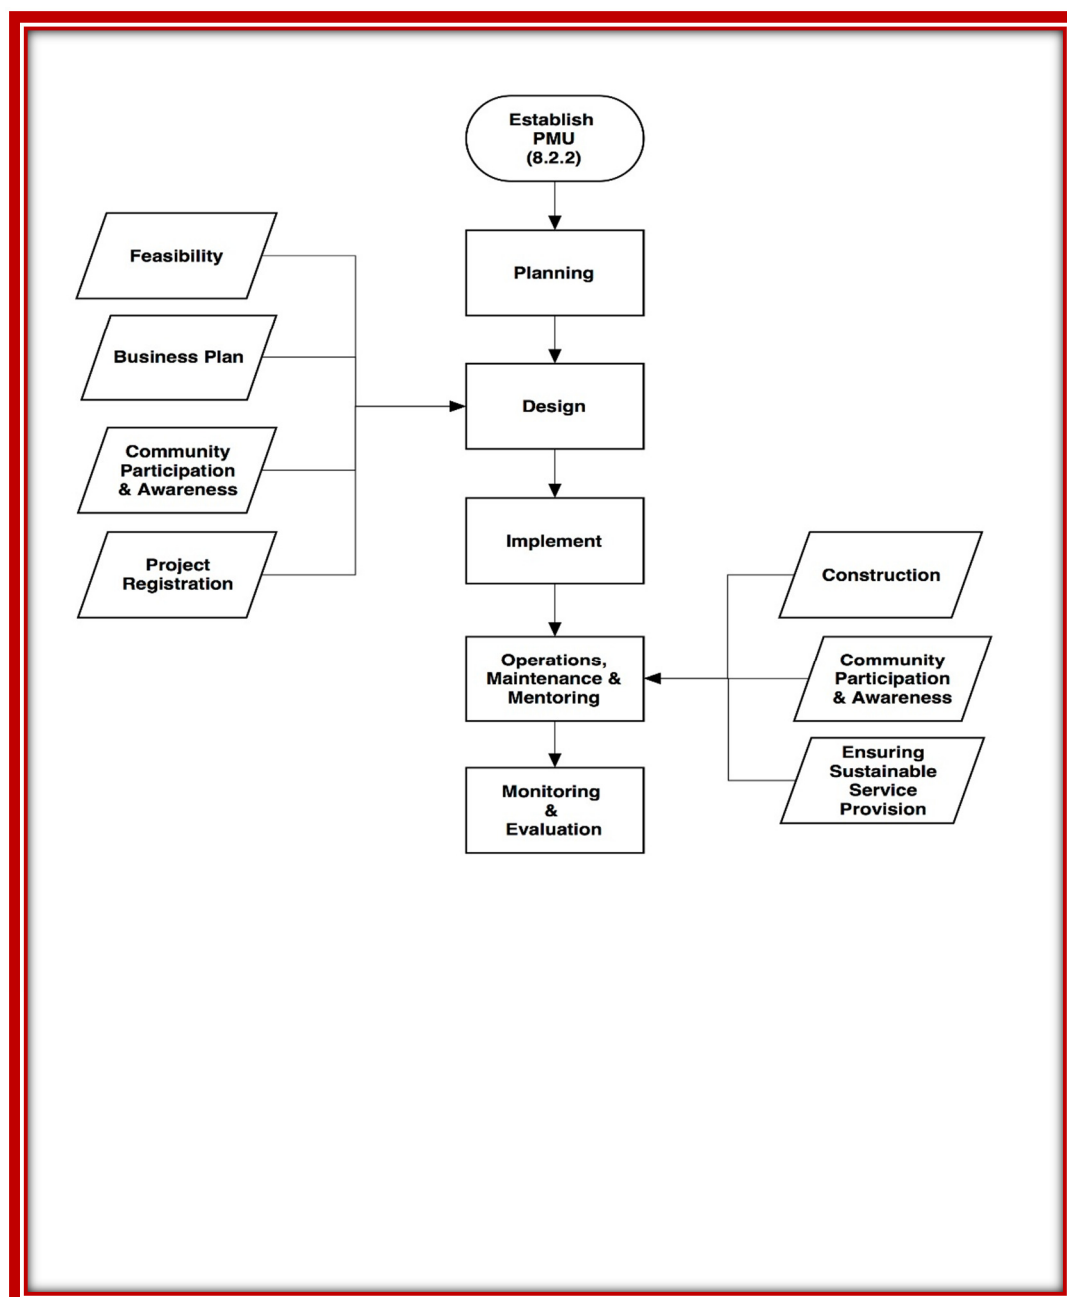 Establish
PMU
(8.2.2)
Planning
Feasibility
Business Plan
Community
Participation
& Awareness
Project
Registration
Design
Implement
Operations,
Maintenance &
Mentoring
Construction
Community
Participation
& Awareness
Ensuring
Sustainable
Service
Provision
Monitoring
&
Evaluation